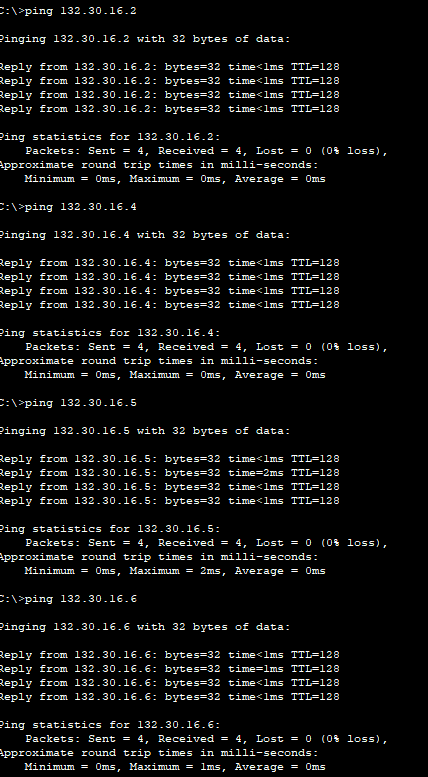 C:\>ping 132.30.16.2
Pinging 132.30.16.2 with 32 bytes of data:
Reply from 132.30.16.2: bytes=32 time<1ms TTL=128
Reply from 132.30.16.2: bytes=32 time<1ms TTL=128
Reply from 132.30.16.2: bytes=32 time<1ms TTL=128
Reply from 132.30.16.2: bytes=32 time<1ms TTL=128
Ping statistics for 132.30.16.2:
Packets: Sent = 4, Received = 4, Lost = 0 (0% loss),
Approximate round trip times in milli-seconds:
Minimum = 0ms, Maximum = 0ms, Average = 0ms
C:\>ping 132.30.16.4
Pinging 132.30.16.4 with 32 bytes of data:
Reply from 132.30.16.4: bytes=32 time<1ms TTL=128
Reply from 132.30.16.4: bytes=32 time<1ms TTL=128
Reply from 132.30.16.4: bytes=32 time<1ms TTL=128
Reply from 132.30.16.4: bytes=32 time<1ms TTL=128
Ping statistics for 132.30.16.4:
Packets: Sent = 4, Received = 4, Lost = 0 (0% loss),
Approximate round trip times in milli-seconds:
Minimum = 0ms, Maximum = 0ms, Average = 0ms
C:\>ping 132.30.16.5
Pinging 132.30.16.5 with 32 bytes of data:
Reply from 132.30.16.5: bytes=32 time<1ms TTL=128
Reply from 132.30.16.5: bytes=32 time=2ms TTL=128
Reply from 132.30.16.5: bytes=32 time<1ms TTL=128
Reply from 132.30.16.5: bytes=32 time<1ms TTL=128
Ping statistics for 132.30.16.5:
Packets: Sent = 4, Received = 4, Lost = 0 (0% loss),
Approximate round trip times in milli-seconds:
Minimum = 0ms, Maximum = 2ms, Average = 0ms
C:\>ping 132.30.16.6
Pinging 132.30.16.6 with 32 bytes of data:
Reply from 132.30.16.6: bytes=32 time<1ms TTL=128
Reply from 132.30.16.6: bytes=32 time=1ms TTL=128
Reply from 132.30.16.6: bytes=32 time<1ms TTL=128
Reply from 132.30.16.6: bytes=32 time<1ms TTL=128
Ping statistics for 132.30.16.6:
Packets: Sent = 4, Received = 4, Lost = 0 (0% loss),
Approximate round trip times in milli-seconds:
Minimum = 0ms, Maximum = 1ms, Average = 0ms